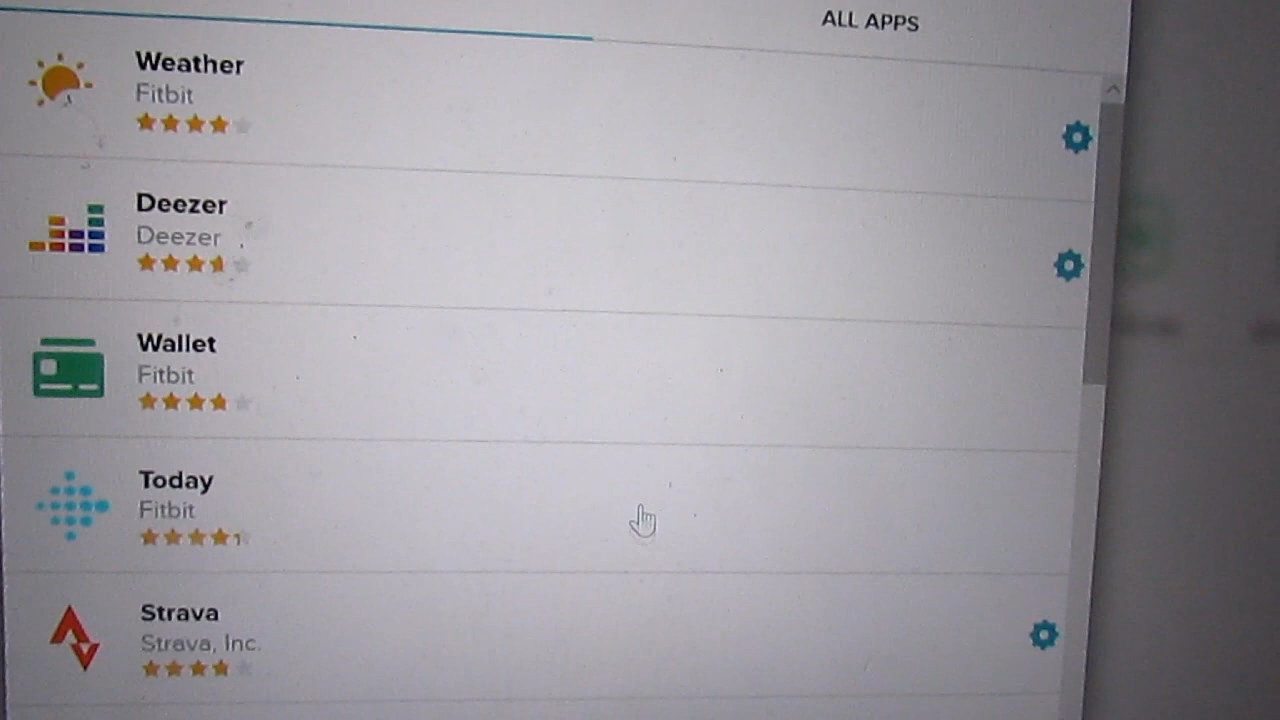 ALL APPS
Weather
Fitbit
Deezer
Deezer
Wallet
Fitbit
Today
Fitbit
Strava
Strava, Inc.